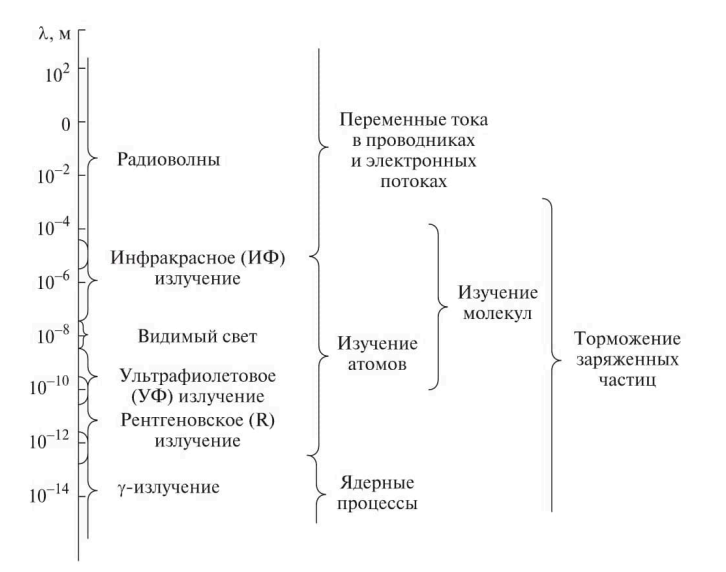 λ, м
10²
0
10⁻²
10⁻⁴
10⁻⁶
10⁻⁸
10⁻¹⁰
10⁻¹²
10⁻¹⁴
Радиоволны
Инфракрасное (ИФ)
излучение
Видимый свет
Ультрафиолетовое
(УФ) излучение
Рентгеновское (R)
излучение
γ-излучение
Переменные тока
в проводниках
и электронных
потоках
Изучение
атомов
Ядерные
процессы
Изучение
молекул
Торможение
заряженных
частиц